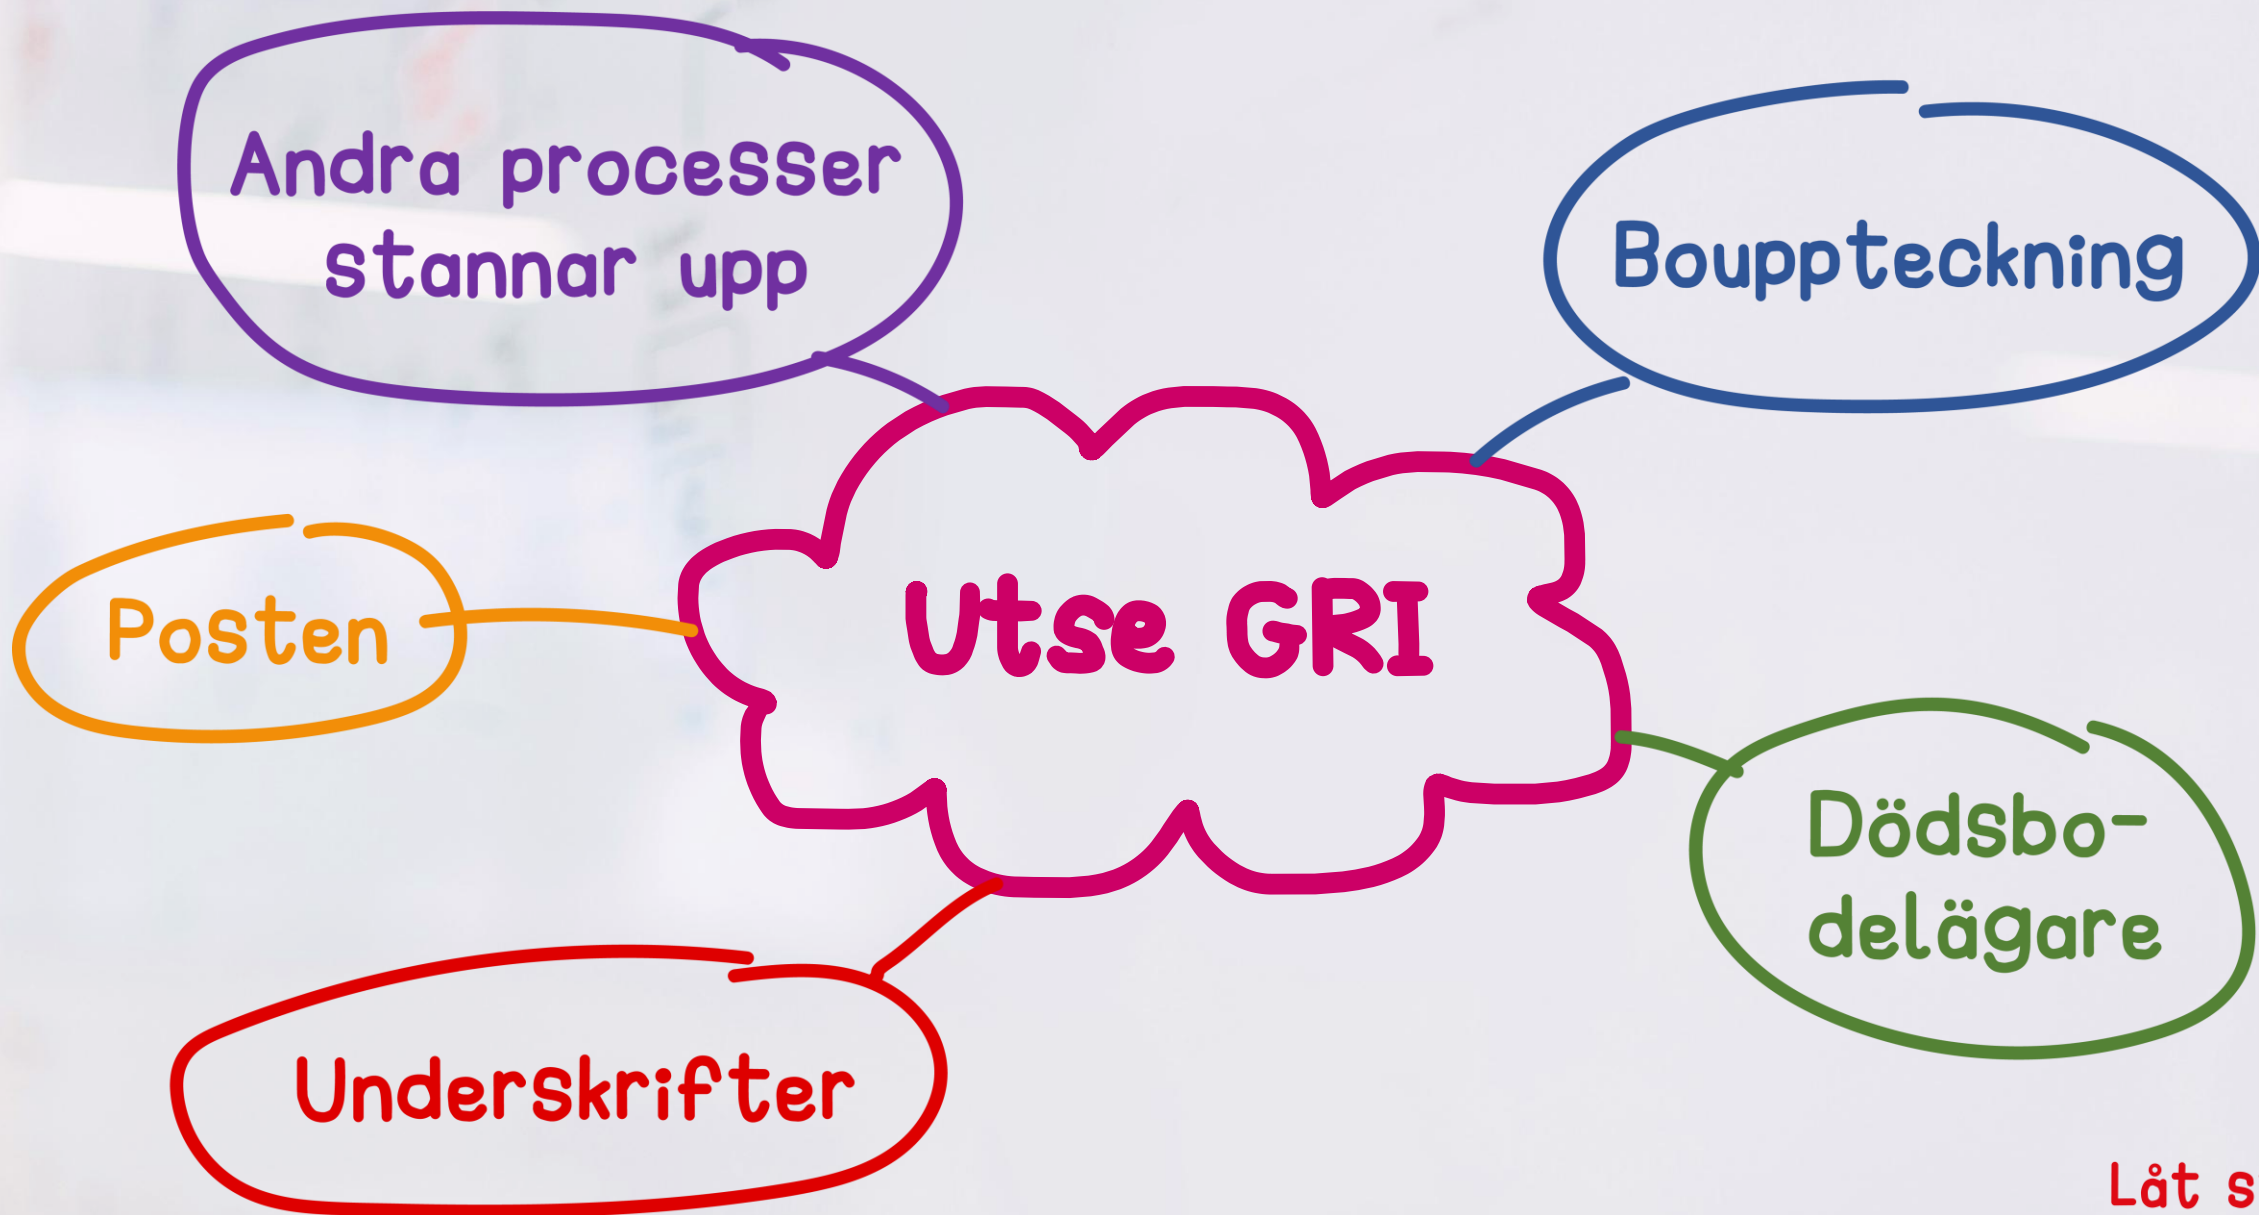 Andra processer
stannar upp
Bouppteckning
Posten
Utse GRI
Dödsbo-
delägare
Underskrifter
Låt s